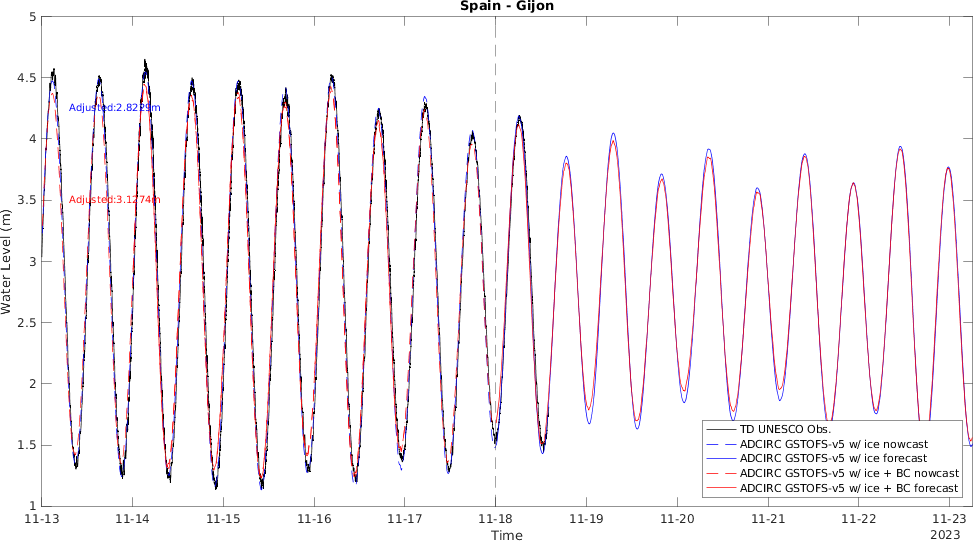 Spain - Gijon
5
4.5
4
3.5
3
2.5
2
1.5
1
Water Level (m)
Adjusted:2.8229m
Adjusted:3.1274m
TD UNESCO Obs.
ADCIRC GSTOFS-v5 w/ ice nowcast
ADCIRC GSTOFS-v5 w/ ice forecast
ADCIRC GSTOFS-v5 w/ ice + BC nowcast
ADCIRC GSTOFS-v5 w/ ice + BC forecast
11-13 11-14 11-15 11-16 11-17 11-18 11-19 11-20 11-21 11-22 11-23
Time
2023